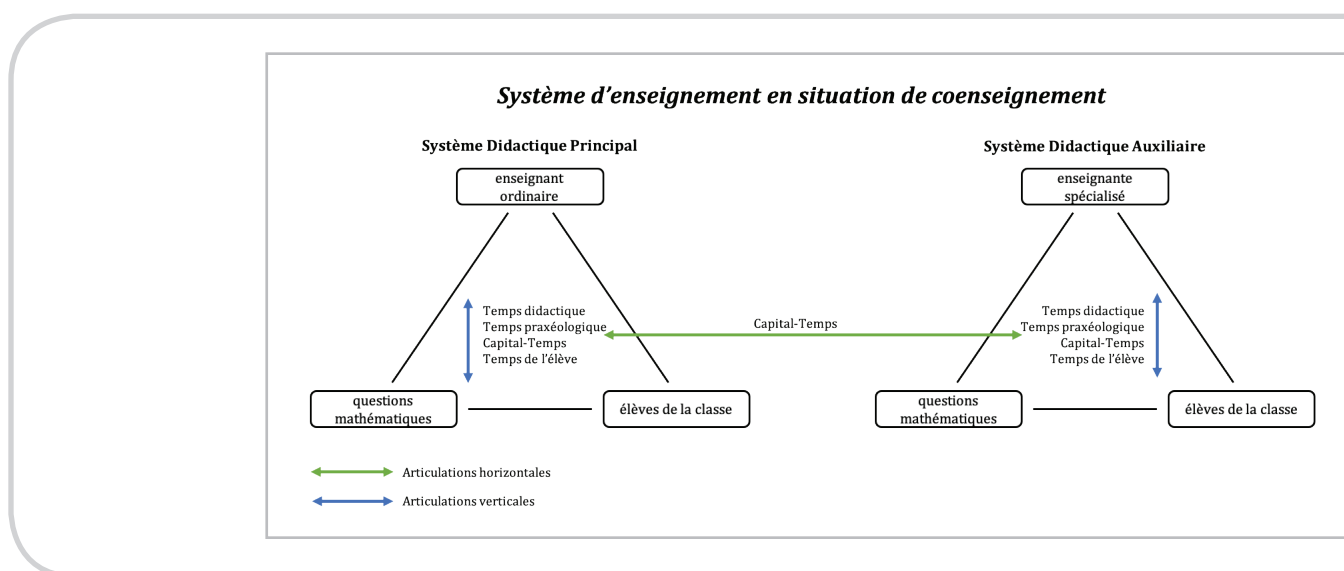 Système d'enseignement en situation de coenseignement
Système Didactique Principal
enseignant
ordinaire
Temps didactique
Temps praxéologique
Capital-Temps
Temps de l'élève
questions
mathématiques
élèves de la classe
Capital-Temps
Système Didactique Auxiliaire
enseignante
spécialisé
Temps didactique
Temps praxéologique
Capital-Temps
Temps de l'élève
questions
mathématiques
élèves de la classe
Articulations horizontales
Articulations verticales